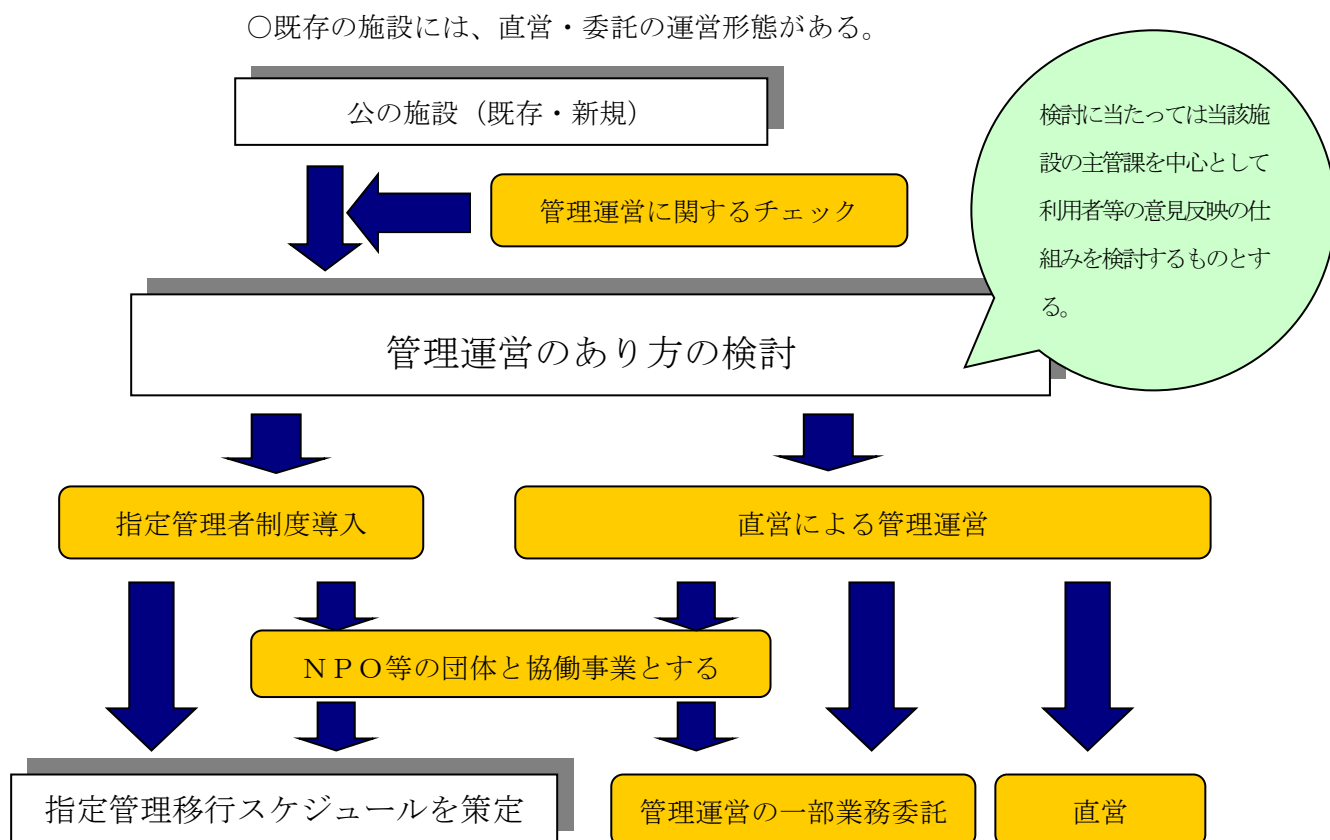 〇既存の施設には、直営・委託の運営形態がある。
公の施設（既存・新規）
検討に当たっては当該施
設の主管課を中心として
利用者等の意見反映の仕
組みを検討するものとす
る。
管理運営に関するチェック
管理運営のあり方の検討
指定管理者制度導入
直営による管理運営
ＮＰＯ等の団体と協働事業とする
指定管理移行スケジュールを策定
管理運営の一部業務委託
直営